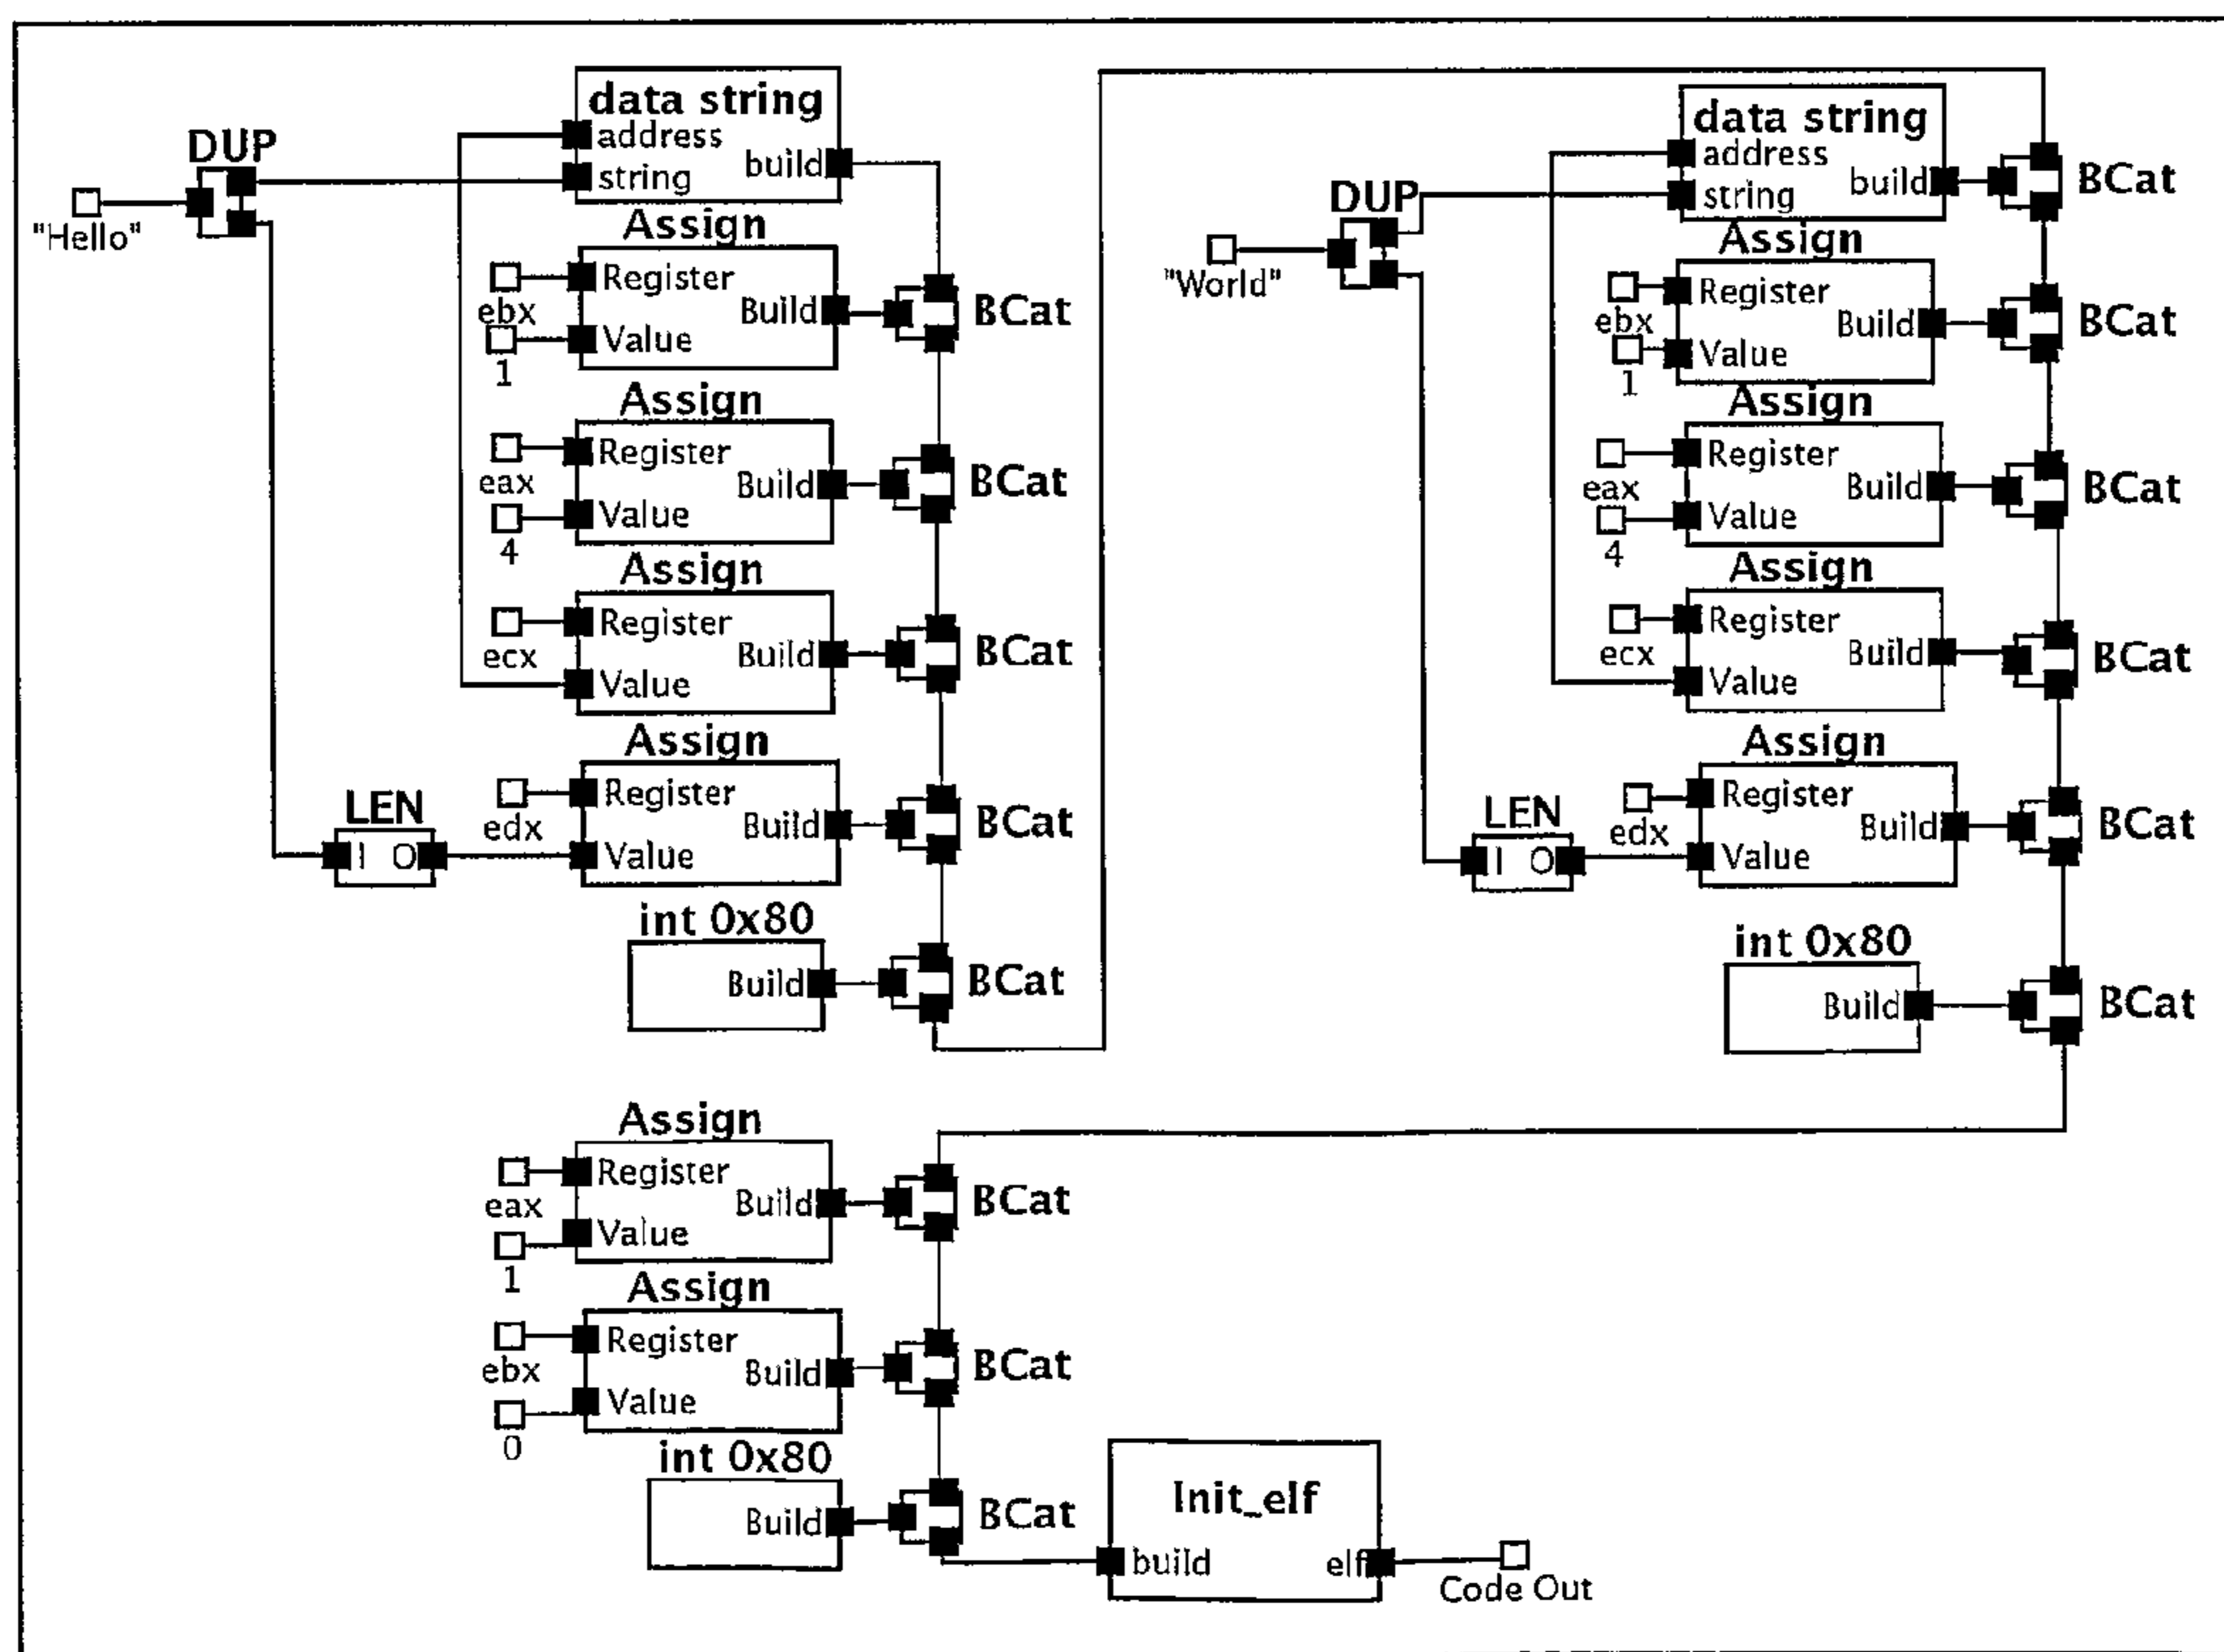 data string
address
build
string
DUP
"Hello"
Assign
Register
ebx
Build
BCat
Value
1
Assign
Register
eax
Build
BCat
Value
4
Assign
Register
ecx
Build
BCat
Value
Assign
Register
edx
Build
BCat
LEN
I O
Value
int 0x80
Build
BCat
data string
address
build
string
BCat
DUP
"World"
Assign
Register
ebx
Build
BCat
Value
1
Assign
Register
eax
Build
BCat
Value
4
Assign
Register
ecx
Build
BCat
Value
Assign
Register
edx
Build
BCat
LEN
I O
Value
int 0x80
Build
BCat
Assign
Register
eax
Build
BCat
Value
1
Assign
Register
ebx
Build
BCat
Value
0
int 0x80
Build
BCat
Init_elf
build
elf
Code Out